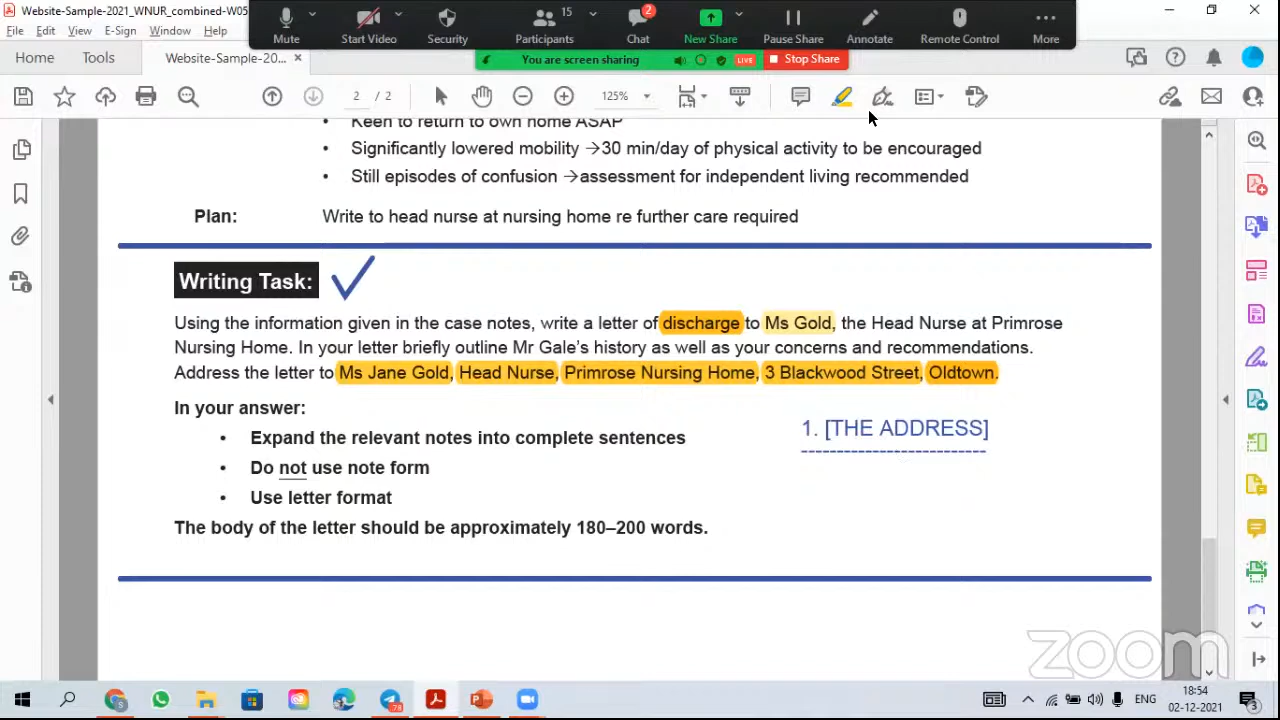 Website-Sample-2021_WNUR_combined-W05
File Edit View E-Sign Window
Mute
Start Video
Security
15
Participants
2
Chat
New Share
Pause Share
Annotate
Remote Control
More
You are screen sharing
LIVE
Stop Share
Home
Tools
Website-Sample-20...
2 / 2
125%
• Keen to return to own home ASAP
• Significantly lowered mobility →30 min/day of physical activity to be encouraged
• Still episodes of confusion →assessment for independent living recommended
Plan: Write to head nurse at nursing home re further care required
Writing Task:
Using the information given in the case notes, write a letter of discharge to Ms Gold, the Head Nurse at Primrose
Nursing Home. In your letter briefly outline Mr Gale's history as well as your concerns and recommendations.
Address the letter to Ms Jane Gold, Head Nurse, Primrose Nursing Home, 3 Blackwood Street, Oldtown.
In your answer:
• Expand the relevant notes into complete sentences
• Do not use note form
• Use letter format
The body of the letter should be approximately 180–200 words.
1. [THE ADDRESS]
--------------------------
zoom
78
ENG
18:54
02-12-2021
3